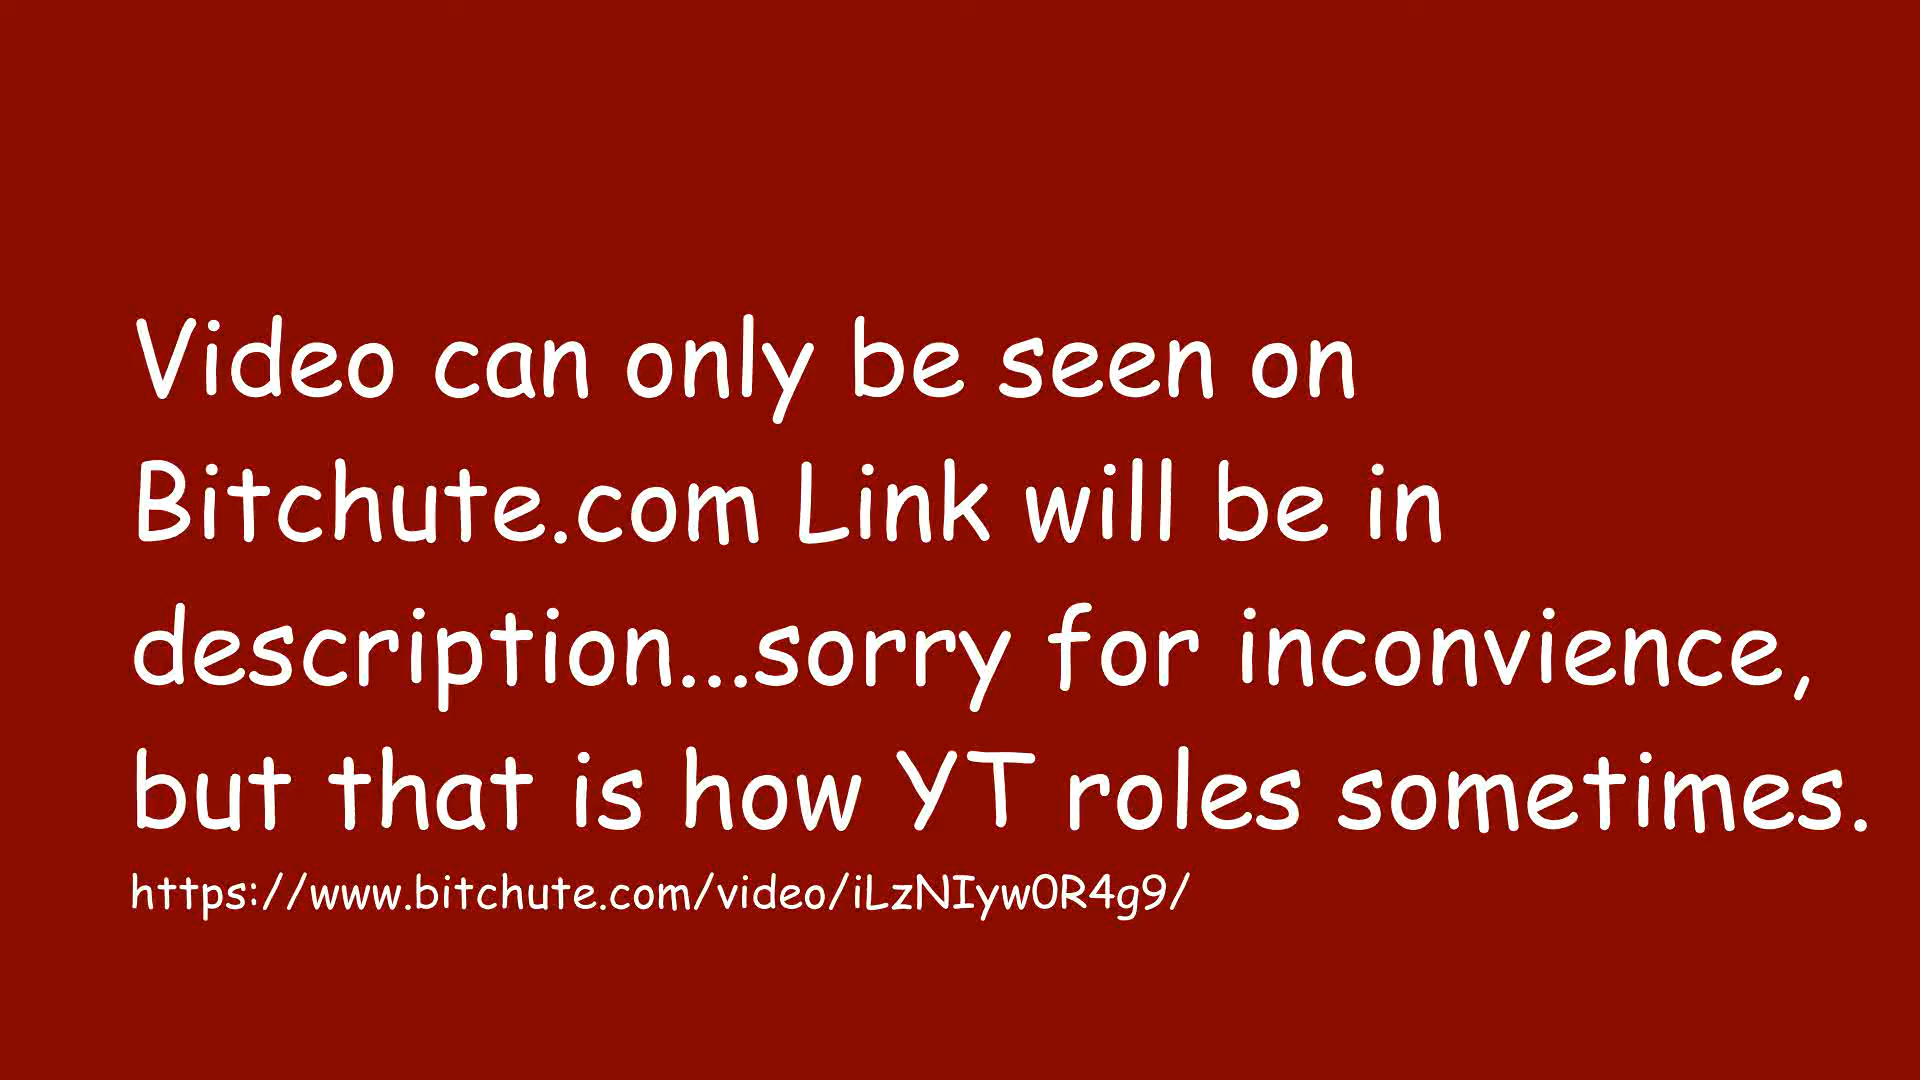 Video can only be seen on
Bitchute.com Link will be in
description...sorry for inconvience,
but that is how YT roles sometimes.
https://www.bitchute.com/video/iLzNIyw0R4g9/